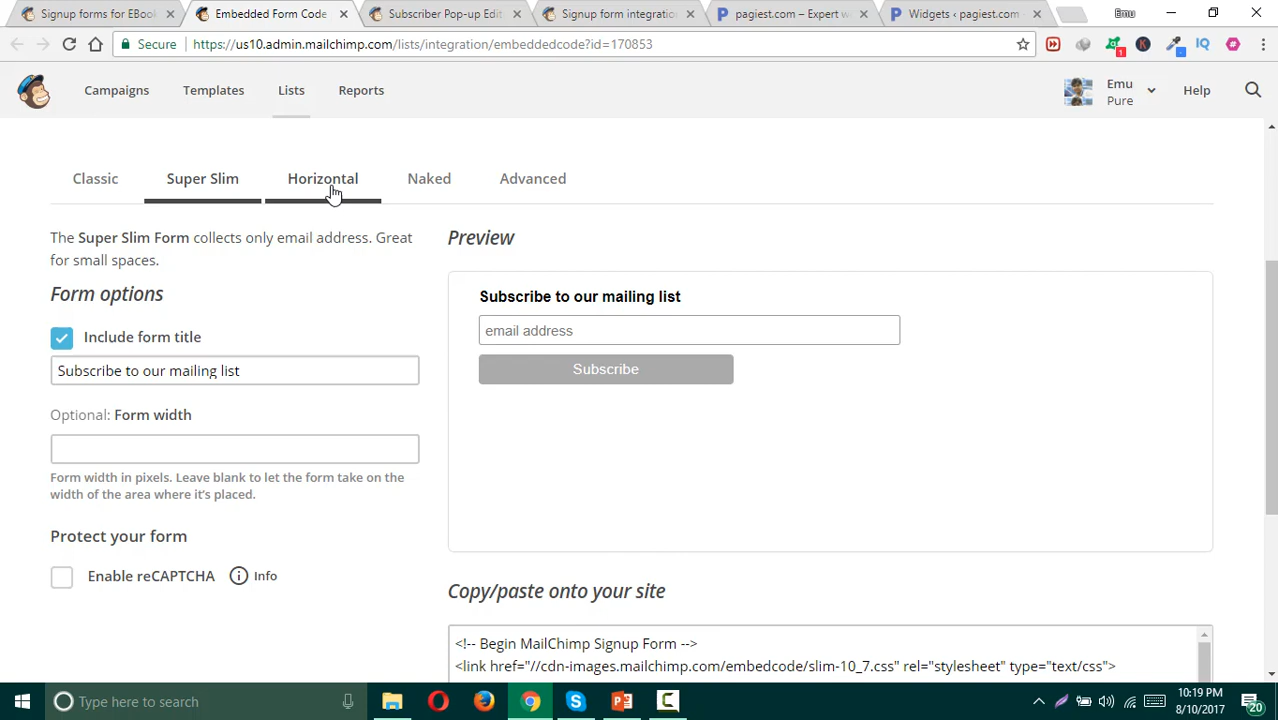 Signup forms for EBook
Embedded Form Code
Subscriber Pop-up Edit
Signup form integratio
pagiest.com – Expert w
Widgets ‹ pagiest.com
Emu
Secure
https://us10.admin.mailchimp.com/lists/integration/embeddedcode?id=170853
1
K
IQ
Campaigns
Templates
Lists
Reports
Emu
Pure
Help
Classic
Super Slim
Horizontal
Naked
Advanced
The Super Slim Form collects only email address. Great
for small spaces.
Form options
Include form title
Subscribe to our mailing list
Optional: Form width
Form width in pixels. Leave blank to let the form take on the
width of the area where it's placed.
Protect your form
Enable reCAPTCHA
Info
Preview
Subscribe to our mailing list
email address
Subscribe
Copy/paste onto your site
<!-- Begin MailChimp Signup Form -->
<link href="//cdn-images.mailchimp.com/embedcode/slim-10_7.css" rel="stylesheet" type="text/css">
Type here to search
10:19 PM
8/10/2017
20